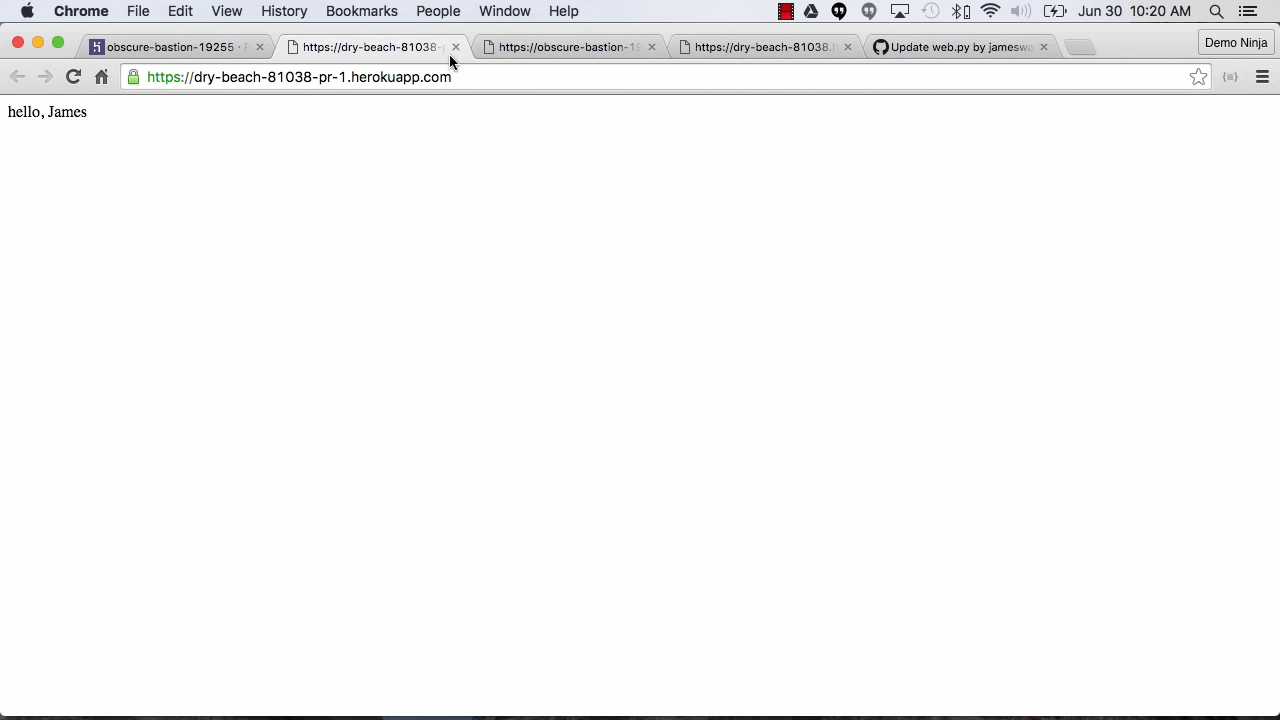 Chrome File Edit View History Bookmarks People Window Help Jun 30 10:20 AM
obscure-bastion-19255 · https://dry-beach-81038- https://obscure-bastion-19 https://dry-beach-81038.h Update web.py by jameswa Demo Ninja
https://dry-beach-81038-pr-1.herokuapp.com
hello, James